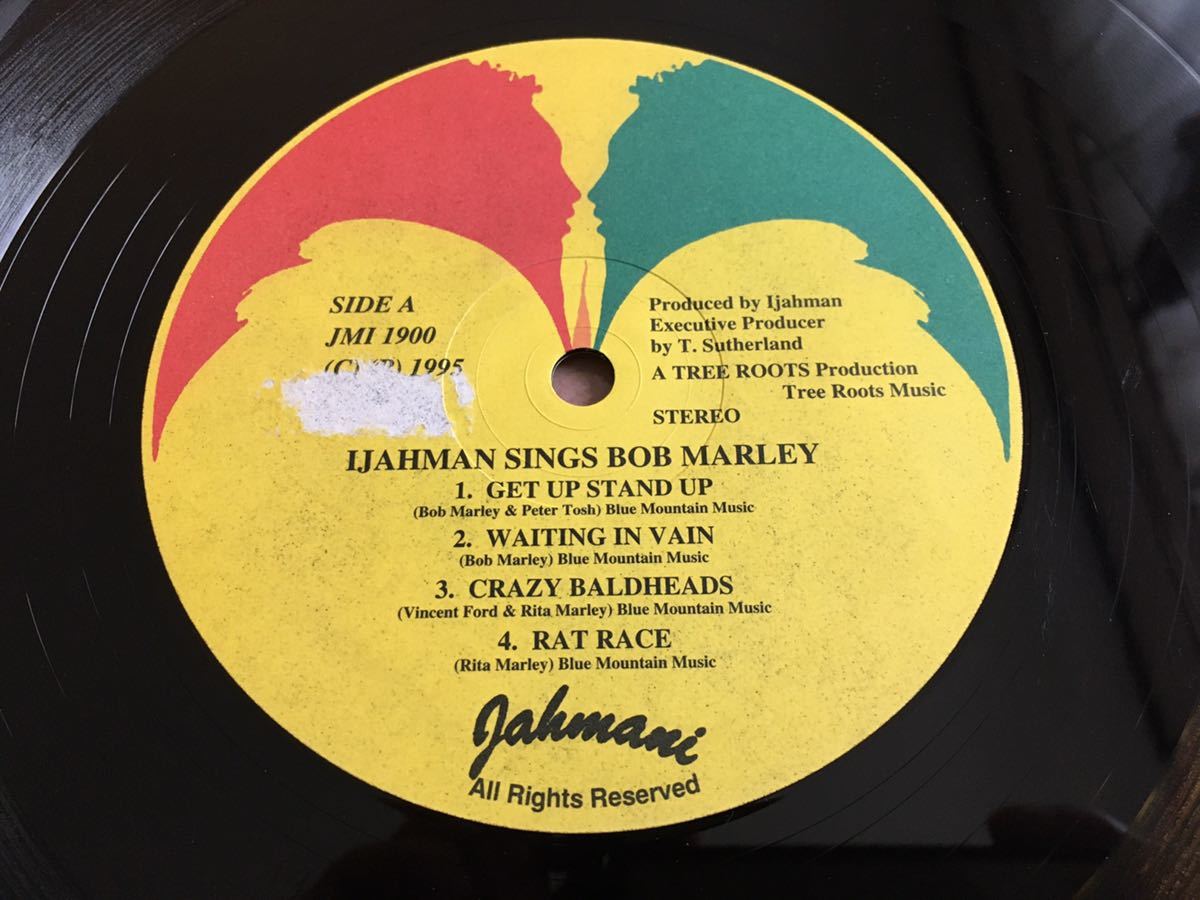 SIDE A
JMI 1900
(C) (P) 1995
Produced by Ijahman
Executive Producer
by T. Sutherland
A TREE ROOTS Production
Tree Roots Music
STEREO
IJAHMAN SINGS BOB MARLEY
1. GET UP STAND UP
(Bob Marley & Peter Tosh) Blue Mountain Music
2. WAITING IN VAIN
(Bob Marley) Blue Mountain Music
3. CRAZY BALDHEADS
(Vincent Ford & Rita Marley) Blue Mountain Music
4. RAT RACE
(Rita Marley) Blue Mountain Music
Jahmani
All Rights Reserved